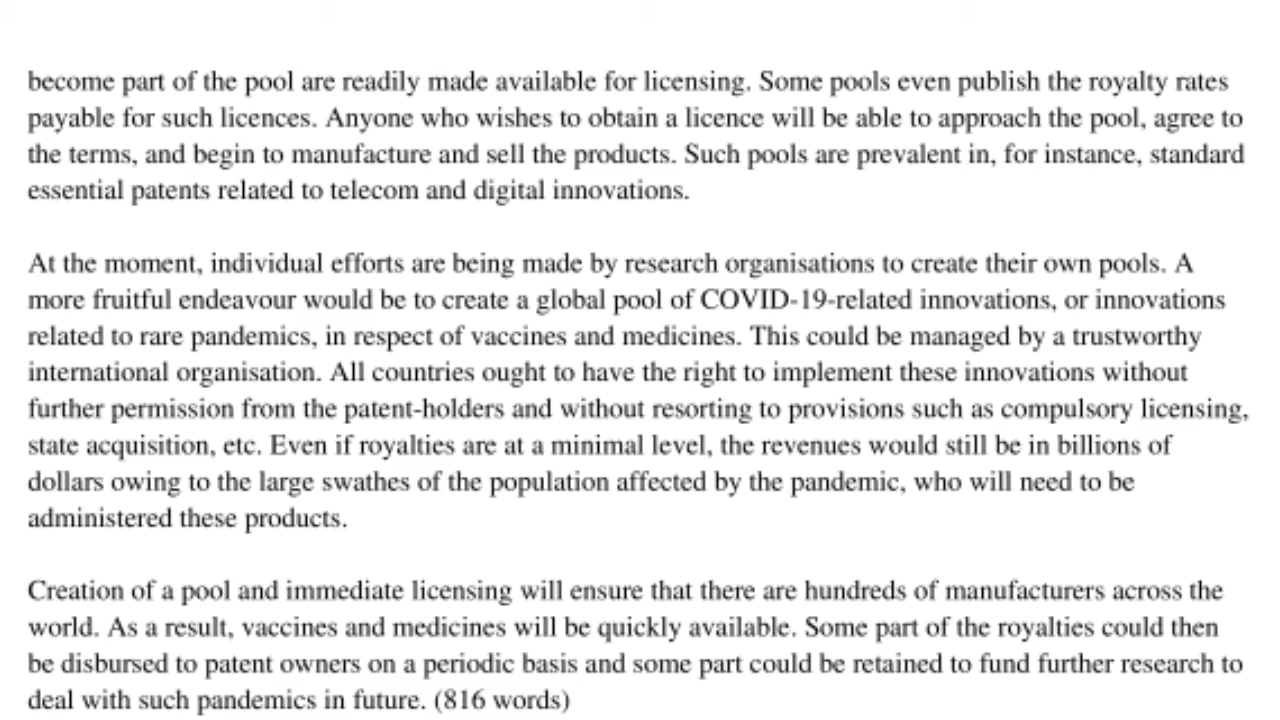 become part of the pool are readily made available for licensing. Some pools even publish the royalty rates
payable for such licences. Anyone who wishes to obtain a licence will be able to approach the pool, agree to
the terms, and begin to manufacture and sell the products. Such pools are prevalent in, for instance, standard
essential patents related to telecom and digital innovations.
At the moment, individual efforts are being made by research organisations to create their own pools. A
more fruitful endeavour would be to create a global pool of COVID-19-related innovations, or innovations
related to rare pandemics, in respect of vaccines and medicines. This could be managed by a trustworthy
international organisation. All countries ought to have the right to implement these innovations without
further permission from the patent-holders and without resorting to provisions such as compulsory licensing,
state acquisition, etc. Even if royalties are at a minimal level, the revenues would still be in billions of
dollars owing to the large swathes of the population affected by the pandemic, who will need to be
administered these products.
Creation of a pool and immediate licensing will ensure that there are hundreds of manufacturers across the
world. As a result, vaccines and medicines will be quickly available. Some part of the royalties could then
be disbursed to patent owners on a periodic basis and some part could be retained to fund further research to
deal with such pandemics in future. (816 words)